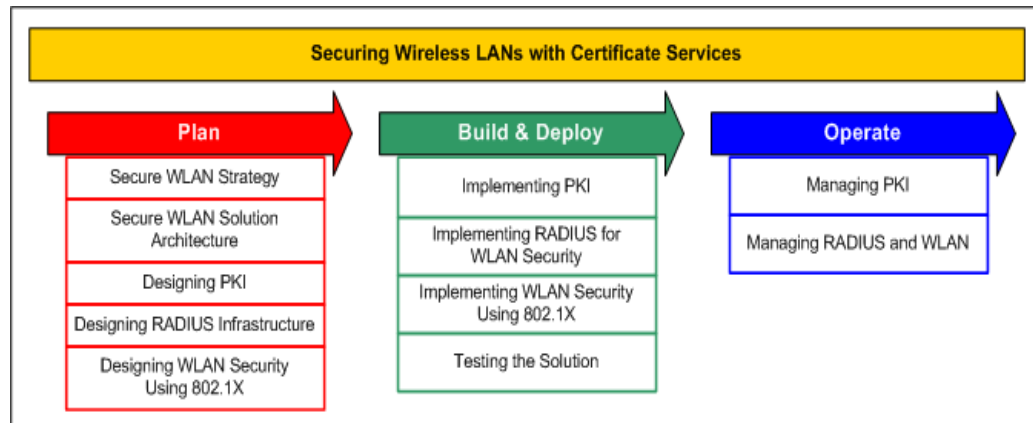 Securing Wireless LANs with Certificate Services
Plan
Secure WLAN Strategy
Secure WLAN Solution
Architecture
Designing PKI
Designing RADIUS Infrastructure
Designing WLAN Security
Using 802.1X
Build & Deploy
Implementing PKI
Implementing RADIUS for
WLAN Security
Implementing WLAN Security
Using 802.1X
Testing the Solution
Operate
Managing PKI
Managing RADIUS and WLAN